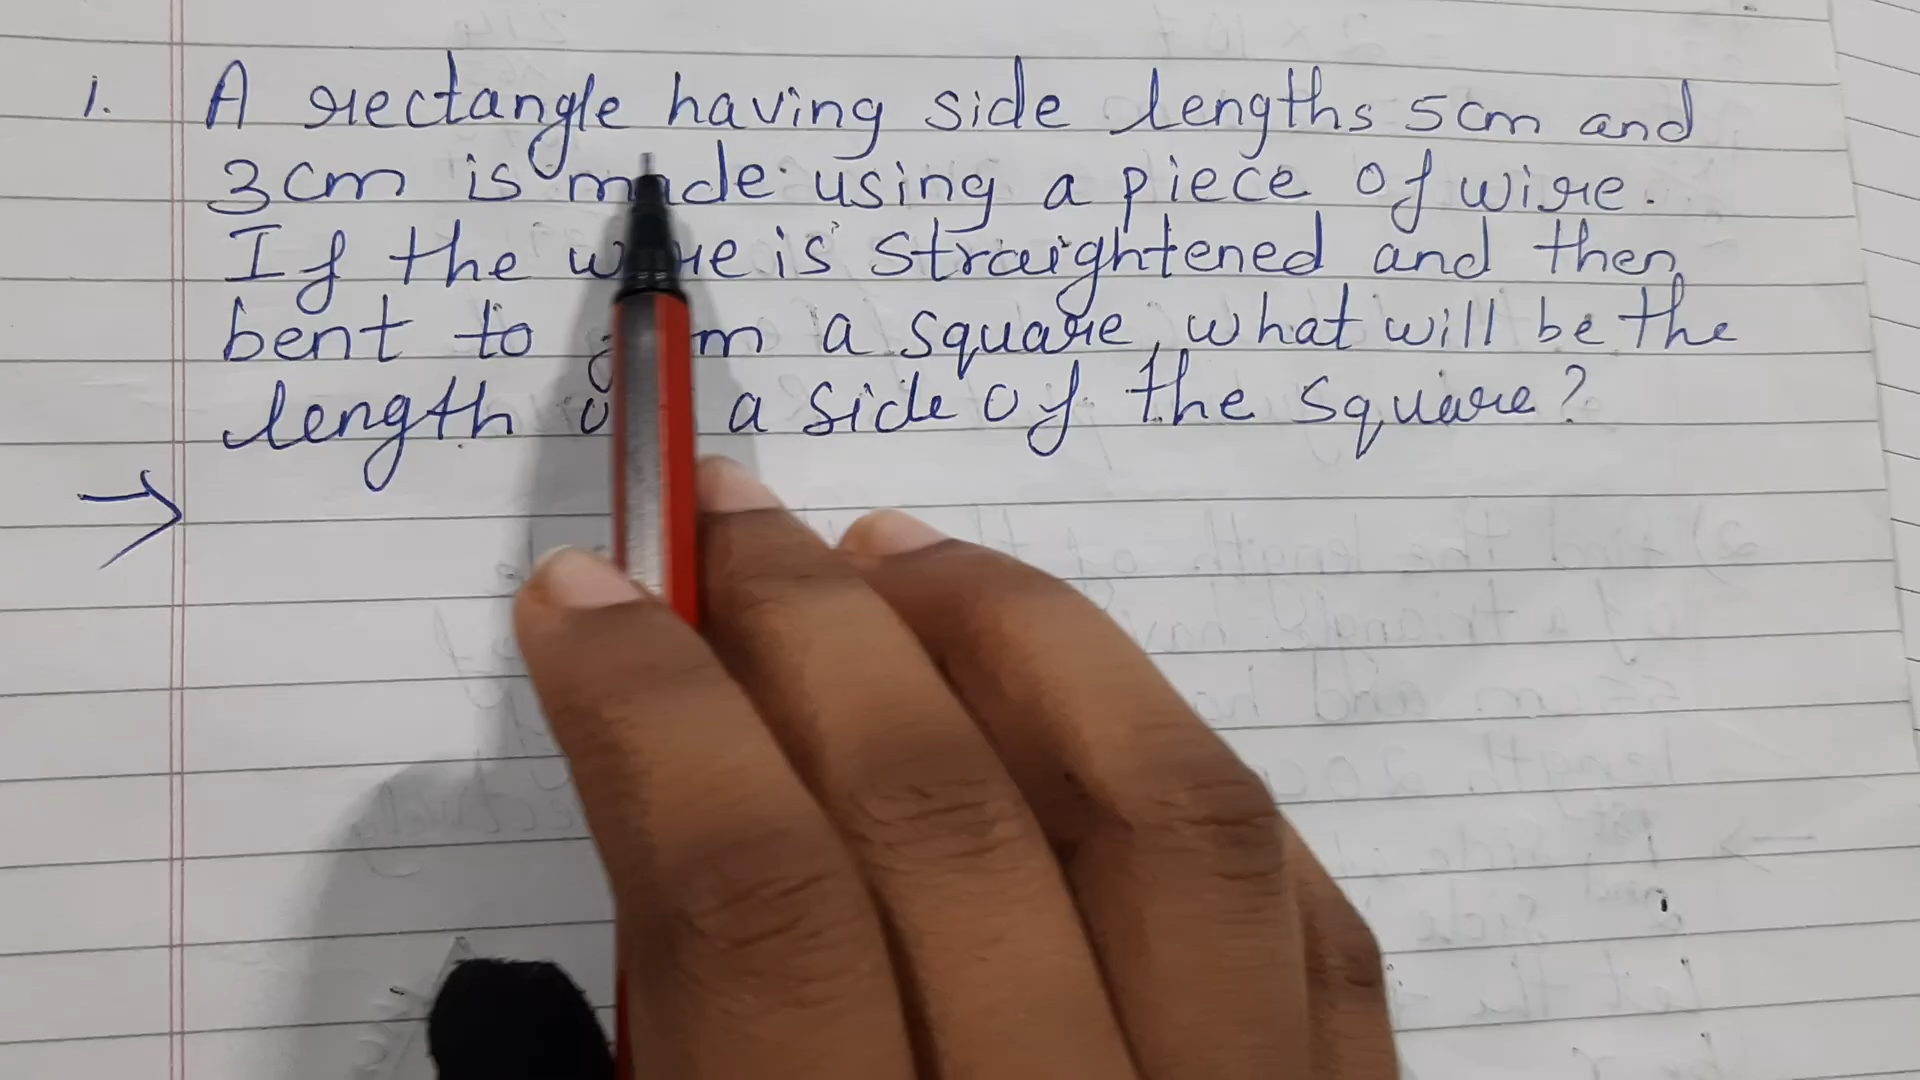 1. A rectangle having side lengths 5cm and
3cm is made using a piece of wire.
If the wire is straightened and then
bent to a square, what will be the
length a side of the square?